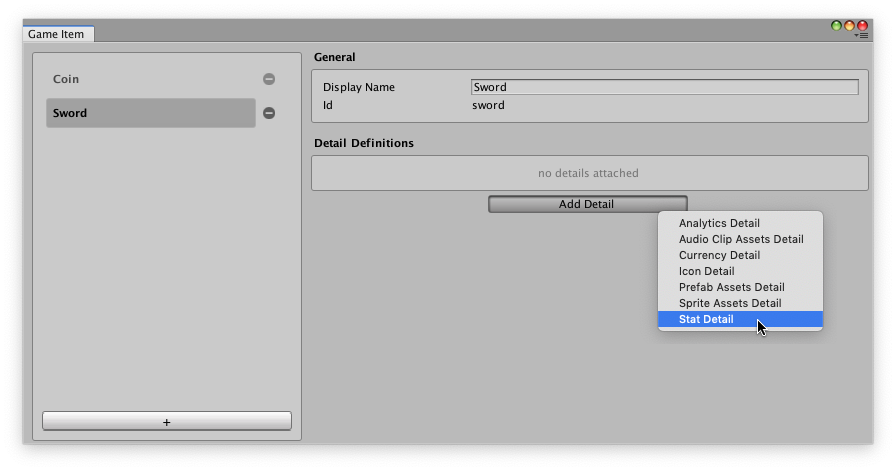 Game Item
Coin
Sword
+
General
Display Name Sword
Id sword
Detail Definitions
no details attached
Add Detail
Analytics Detail
Audio Clip Assets Detail
Currency Detail
Icon Detail
Prefab Assets Detail
Sprite Assets Detail
Stat Detail